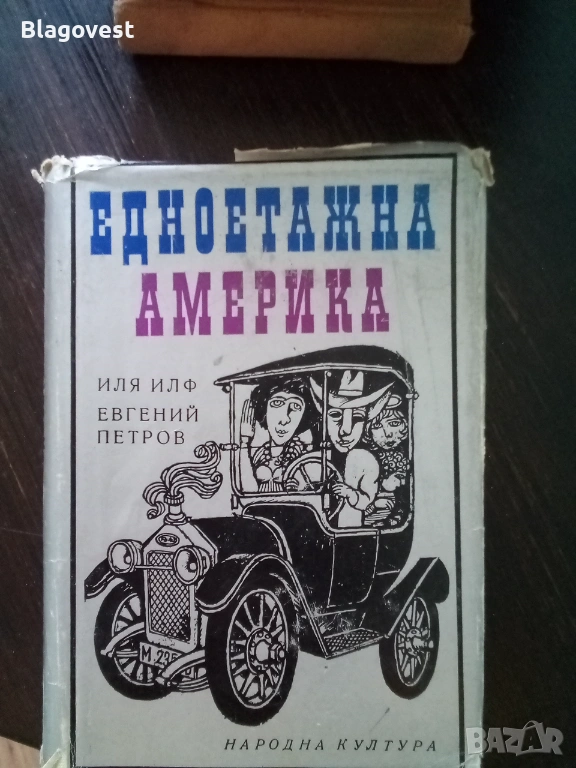 Blagovest
ЕДНОЕТАЖНА
АМЕРИКА
ИЛЯ ИЛФ
ЕВГЕНИЙ
ПЕТРОВ
НАРОДНА КУЛТУРА
BAZAR